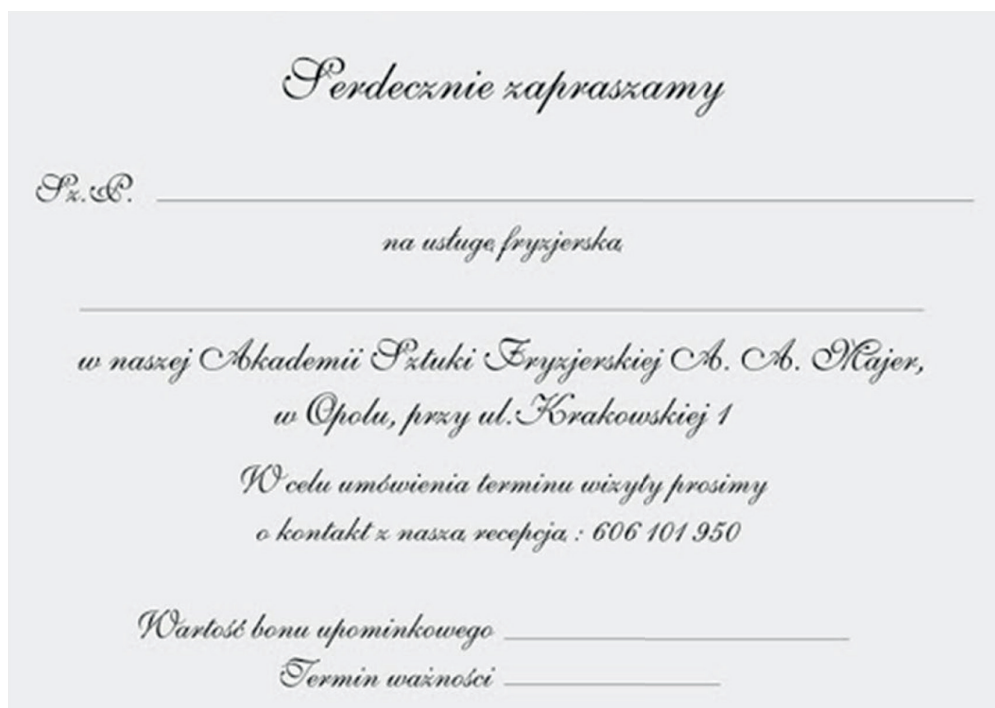 Serdecznie zapraszamy
Sz.P.
na usługę fryzjerską
w naszej Akademii Sztuki Fryzjerskiej A. A. Majer,
w Opolu, przy ul.Krakowskiej 1
W celu umówienia terminu wizyty prosimy
o kontakt z naszą recepcją : 606 101 950
Wartość bonu upominkowego
Termin ważności